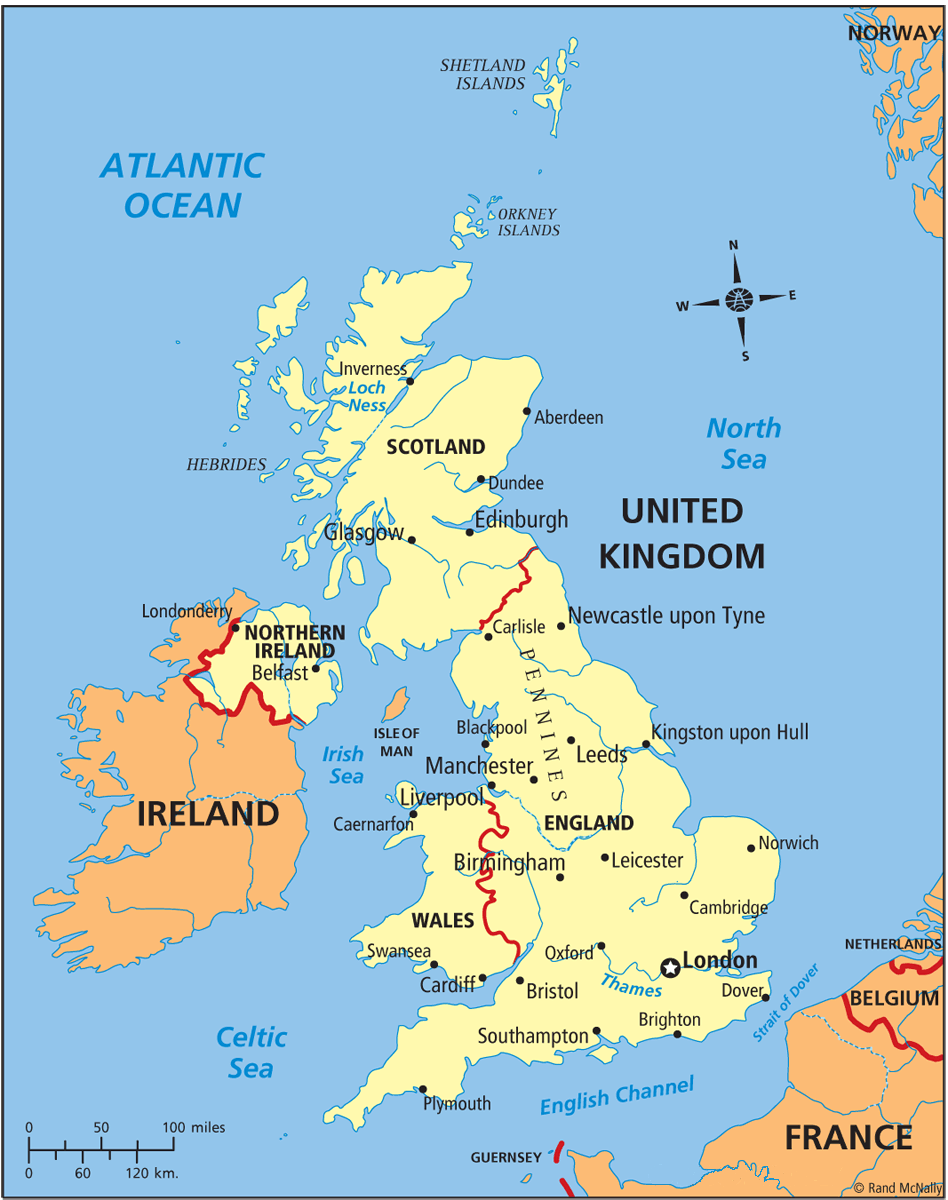 NORWAY
SHETLAND
ISLANDS
ATLANTIC
OCEAN
ORKNEY
ISLANDS
N
W
E
S
Inverness
Loch
Ness
Aberdeen
North
Sea
SCOTLAND
HEBRIDES
Dundee
UNITED
KINGDOM
Edinburgh
Glasgow
Londonderry
NORTHERN
IRELAND
Belfast
Carlisle
Newcastle upon Tyne
PENNINES
ISLE OF
MAN
Irish
Sea
Blackpool
Kingston upon Hull
Leeds
Manchester
Liverpool
IRELAND
Caernarfon
ENGLAND
Norwich
Birmingham
Leicester
Cambridge
WALES
Swansea
Oxford
London
NETHERLANDS
Cardiff
Bristol
Thames
Dover
Strait of Dover
BELGIUM
Brighton
Southampton
Celtic
Sea
Plymouth
English Channel
0 50 100 miles
0 60 120 km.
GUERNSEY
FRANCE
© Rand McNally